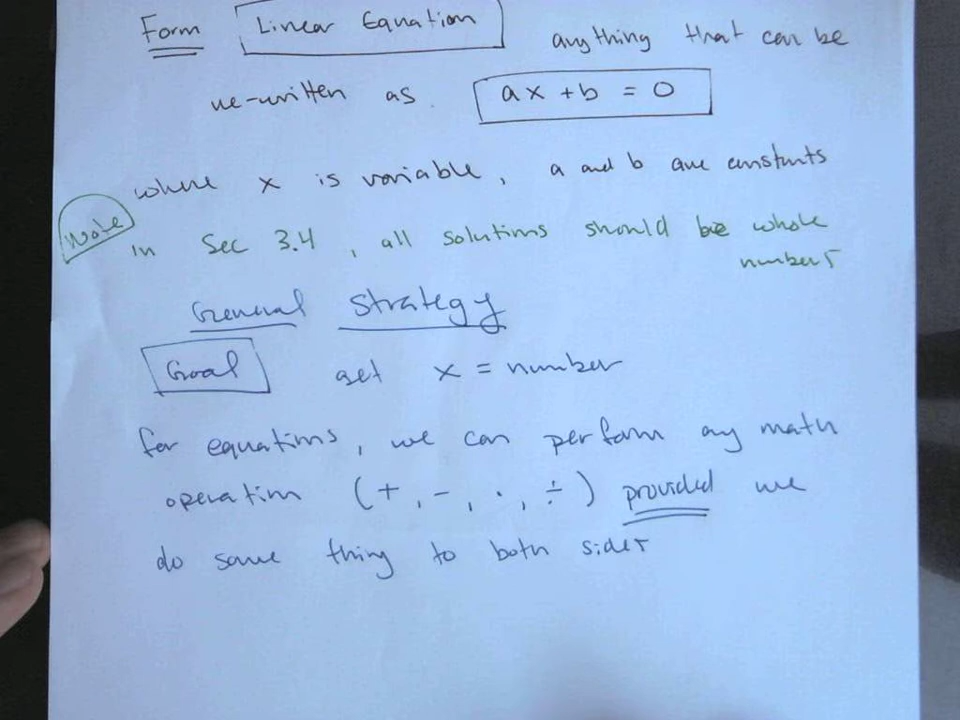 Form Linear Equation anything that can be
re-written as ax + b = 0
where x is variable, a and b are constants
Note in Sec 3.4, all solutions should be whole
numbers
General Strategy
Goal get x = number
for equations, we can perform any math
operation (+, -, ·, ÷) provided we
do same thing to both sides